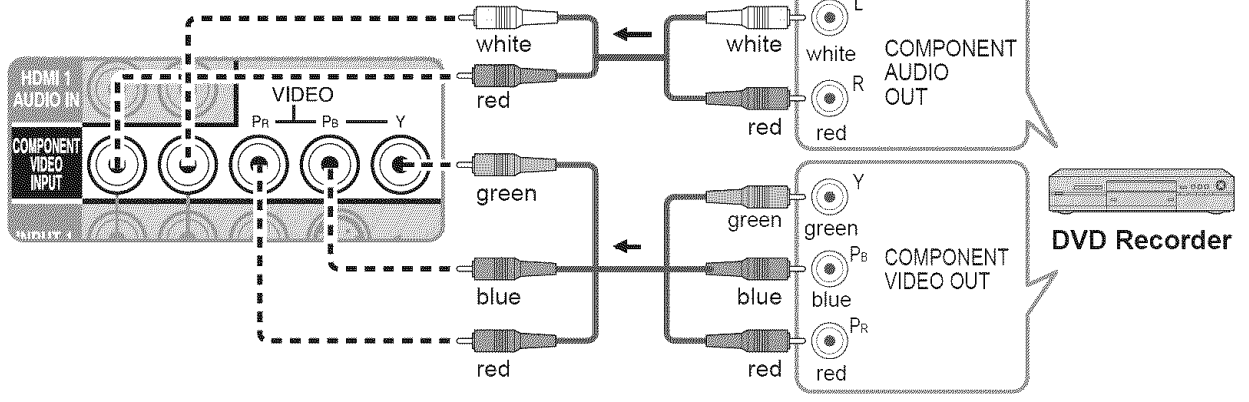 HDMI 1
AUDIO IN
COMPONENT
VIDEO
INPUT
VIDEO
PR
PB
Y
INPUT 1
white
red
green
blue
red
white
red
green
blue
red
L
white
R
red
COMPONENT
AUDIO
OUT
Y
green
PB
blue
PR
red
COMPONENT
VIDEO OUT
DVD Recorder